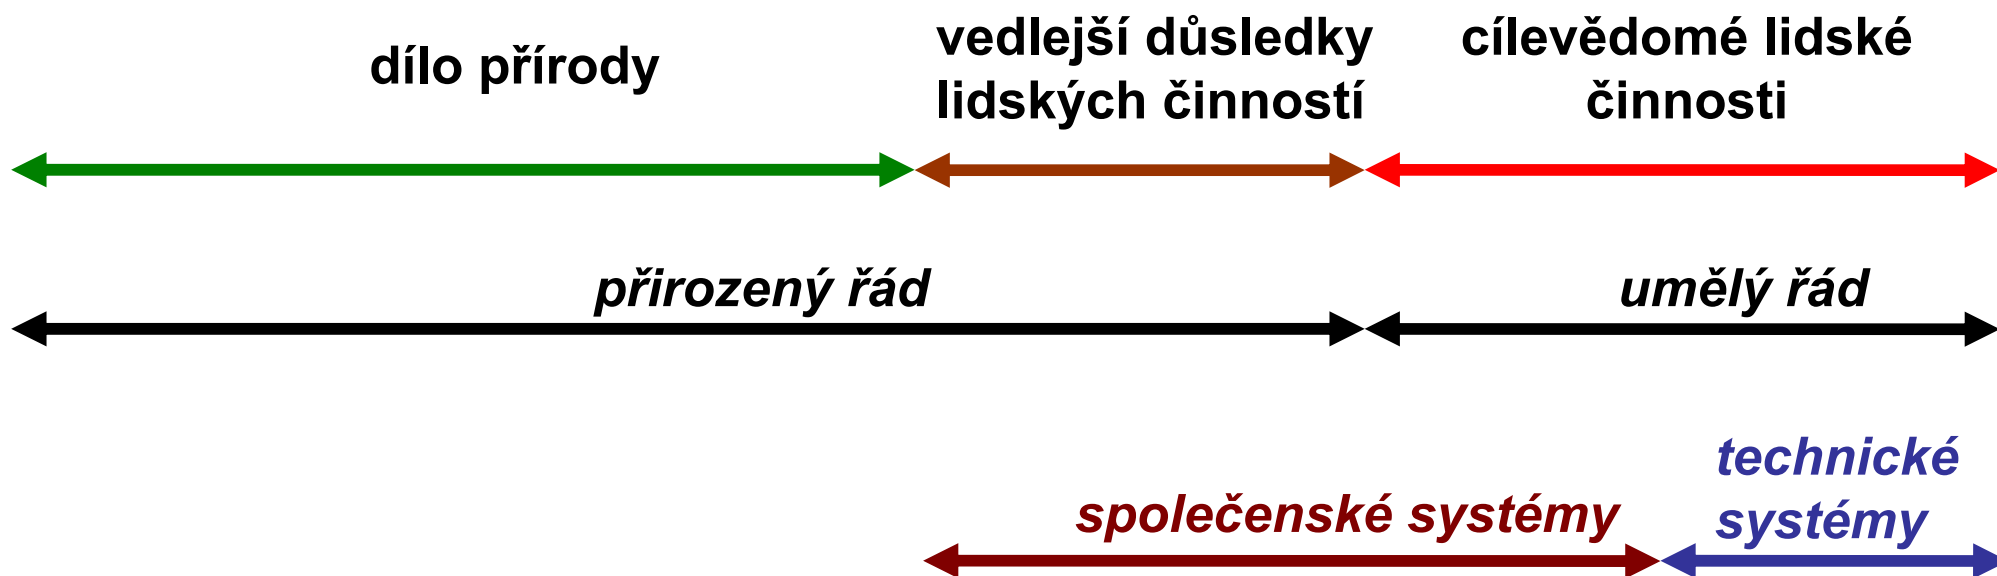 dílo přírody
vedlejší důsledky
lidských činností
cílevědomé lidské
činnosti
přirozený řád
umělý řád
společenské systémy
technické
systémy